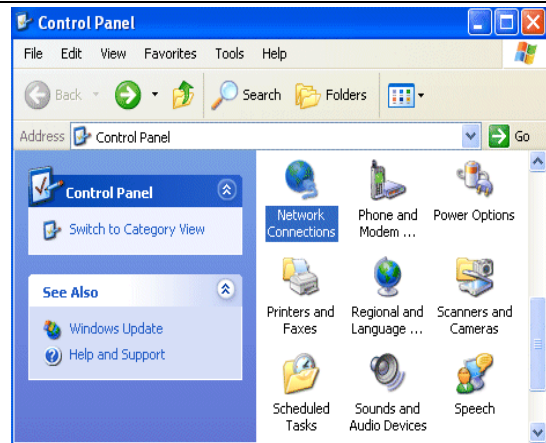 Control Panel
File Edit View Favorites Tools Help
Back Search Folders
Address Control Panel Go
Control Panel
Switch to Category View
See Also
Windows Update
Help and Support
Network Connections
Phone and Modem ...
Power Options
Printers and Faxes
Regional and Language ...
Scanners and Cameras
Scheduled Tasks
Sounds and Audio Devices
Speech